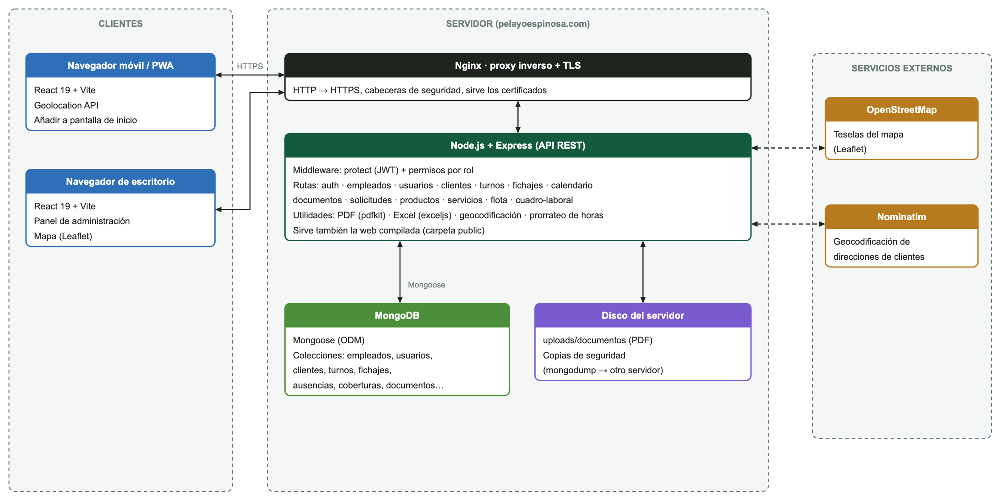 CLIENTES
Navegador móvil / PWA
React 19 + Vite
Geolocation API
Añadir a pantalla de inicio
Navegador de escritorio
React 19 + Vite
Panel de administración
Mapa (Leaflet)
HTTPS
SERVIDOR (pelayoespinosa.com)
Nginx · proxy inverso + TLS
HTTP → HTTPS, cabeceras de seguridad, sirve los certificados
Node.js + Express (API REST)
Middleware: protect (JWT) + permisos por rol
Rutas: auth · empleados · usuarios · clientes · turnos · fichajes · calendario
documentos · solicitudes · productos · servicios · flota · cuadro-laboral
Utilidades: PDF (pdfkit) · Excel (exceljs) · geocodificación · prorrateo de horas
Sirve también la web compilada (carpeta public)
Mongoose
MongoDB
Mongoose (ODM)
Colecciones: empleados, usuarios,
clientes, turnos, fichajes,
ausencias, coberturas, documentos…
Disco del servidor
uploads/documentos (PDF)
Copias de seguridad
(mongodump → otro servidor)
SERVICIOS EXTERNOS
OpenStreetMap
Teselas del mapa
(Leaflet)
Nominatim
Geocodificación de
direcciones de clientes